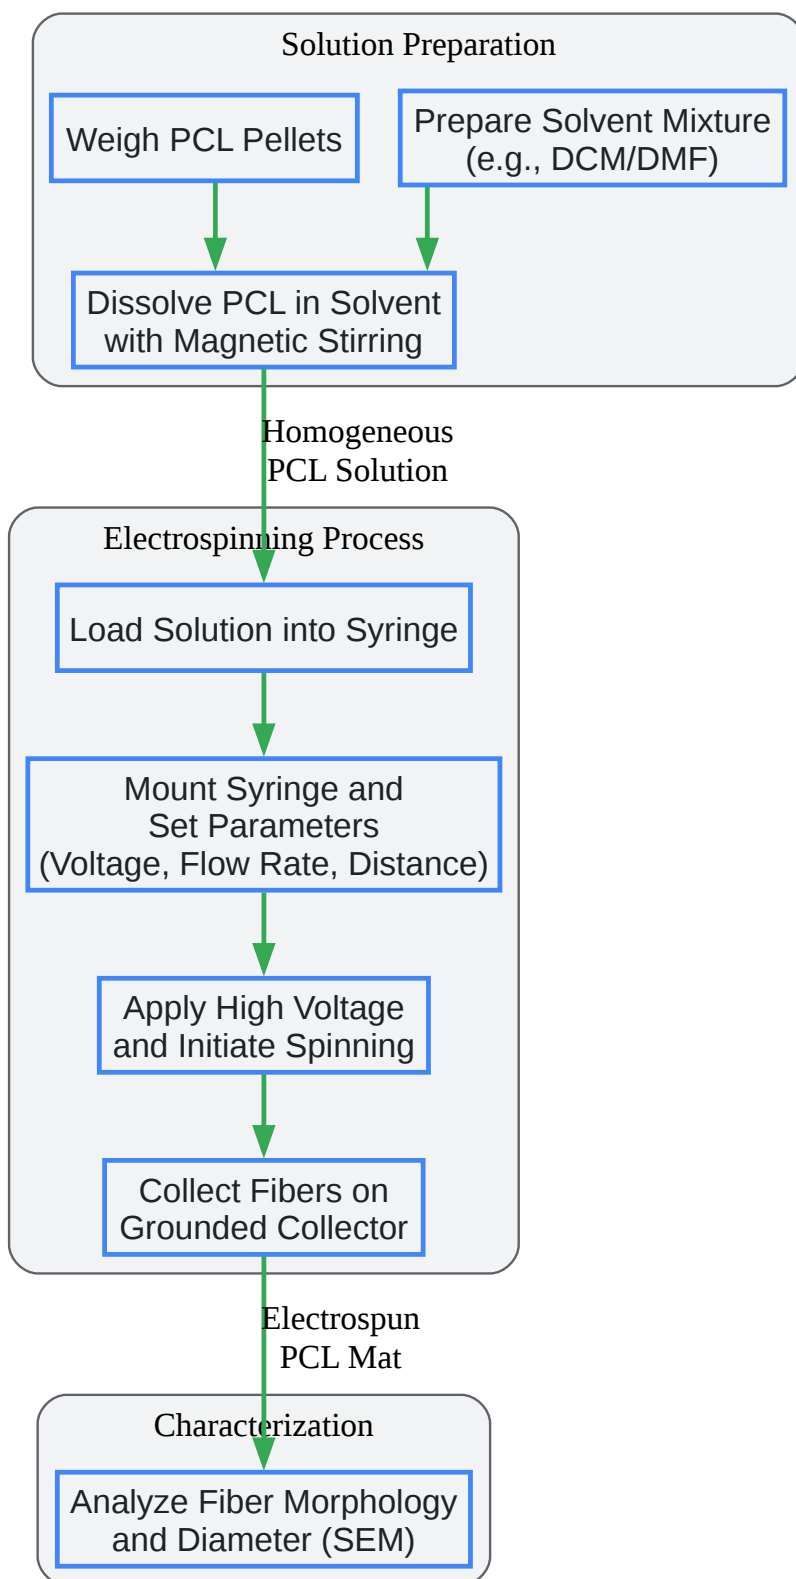 Solution Preparation
Weigh PCL Pellets
Prepare Solvent Mixture
(e.g., DCM/DMF)
Dissolve PCL in Solvent
with Magnetic Stirring
Homogeneous
PCL Solution
Electrospinning Process
Load Solution into Syringe
Mount Syringe and
Set Parameters
(Voltage, Flow Rate, Distance)
Apply High Voltage
and Initiate Spinning
Collect Fibers on
Grounded Collector
Electrospun
PCL Mat
Characterization
Analyze Fiber Morphology
and Diameter (SEM)